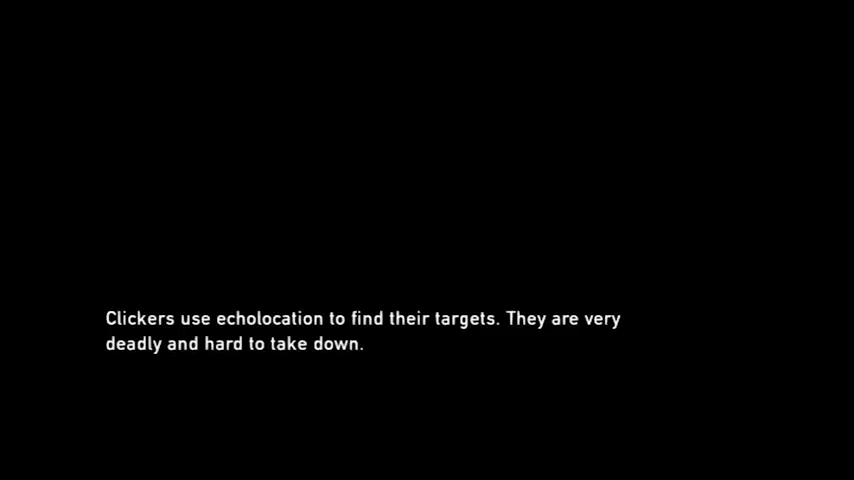 Clickers use echolocation to find their targets. They are very
deadly and hard to take down.